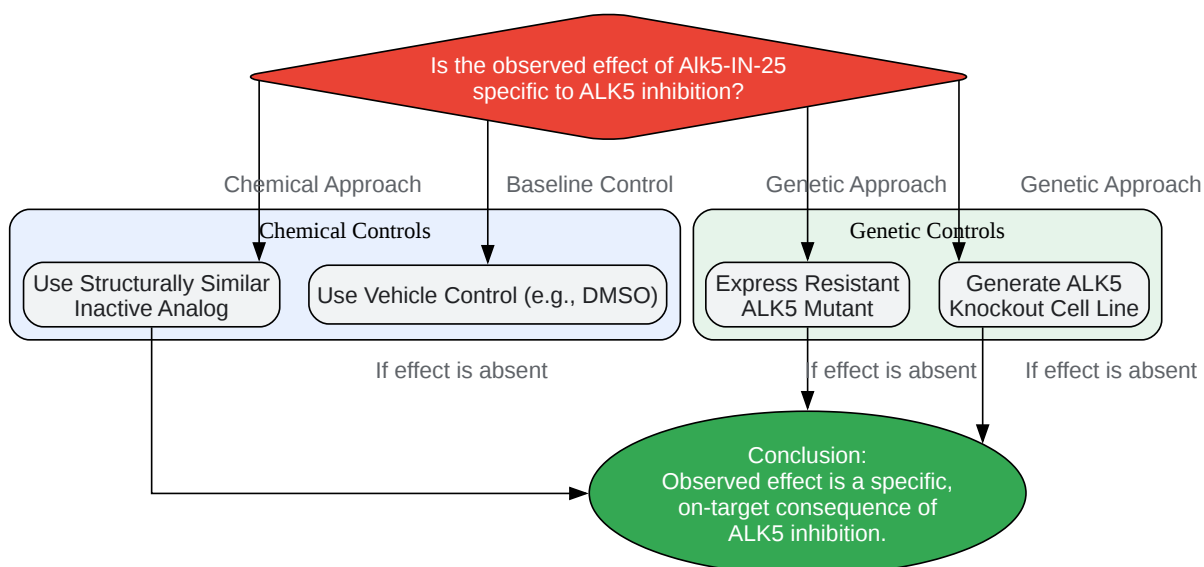 Is the observed effect of Alk5-IN-25
specific to ALK5 inhibition?
Chemical Approach
Baseline Control
Genetic Approach
Genetic Approach
Chemical Controls
Genetic Controls
Use Structurally Similar
Inactive Analog
Use Vehicle Control (e.g., DMSO)
Express Resistant
ALK5 Mutant
Generate ALK5
Knockout Cell Line
If effect is absent
If effect is absent
If effect is absent
Conclusion:
Observed effect is a specific,
on-target consequence of
ALK5 inhibition.